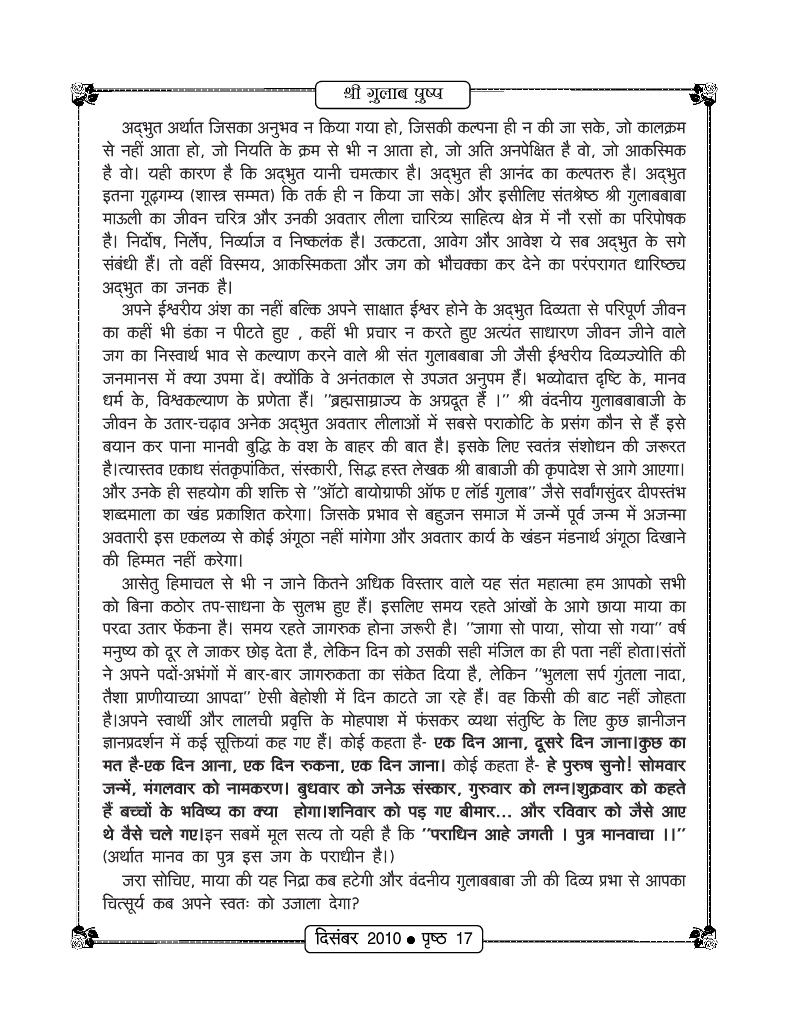 श्री गुलाब पुष्प
अद्भुत अर्थात जिसका अनुभव न किया गया हो, जिसकी कल्पना ही न की जा सके, जो कालक्रम
से नहीं आता हो, जो नियति के क्रम से भी न आता हो, जो अति अनपेक्षित है वो, जो आकस्मिक
है वो। यही कारण है कि अद्भुत यानी चमत्कार है। अद्भुत ही आनंद का कल्पतरु है। अद्भुत
इतना गूढ़गम्य (शास्त्र सम्मत) कि तर्क ही न किया जा सके। और इसीलिए संतश्रेष्ठ श्री गुलाबबाबा
माऊली का जीवन चरित्र और उनकी अवतार लीला चारित्र्य साहित्य क्षेत्र में नौ रसों का परिपोषक
है। निर्दोष, निर्लेप, निर्व्याज व निष्कलंक है। उत्कटता, आवेग और आवेश ये सब अद्भुत के सगे
संबंधी हैं। तो वहीं विस्मय, आकस्मिकता और जग को भौचक्का कर देने का परंपरागत धारिष्ठ्य
अद्भुत का जनक है।
अपने ईश्वरीय अंश का नहीं बल्कि अपने साक्षात ईश्वर होने के अद्भुत दिव्यता से परिपूर्ण जीवन
का कहीं भी डंका न पीटते हुए , कहीं भी प्रचार न करते हुए अत्यंत साधारण जीवन जीने वाले
जग का निस्वार्थ भाव से कल्याण करने वाले श्री संत गुलाबबाबा जी जैसी ईश्वरीय दिव्यज्योति की
जनमानस में क्या उपमा दें। क्योंकि वे अनंतकाल से उपजत अनुपम हैं। भव्योदात्त दृष्टि के, मानव
धर्म के, विश्वकल्याण के प्रणेता हैं। ''ब्रह्मसाम्राज्य के अग्रदूत हैं ।'' श्री वंदनीय गुलाबबाबाजी के
जीवन के उतार-चढ़ाव अनेक अद्भुत अवतार लीलाओं में सबसे पराकोटि के प्रसंग कौन से हैं इसे
बयान कर पाना मानवी बुद्धि के वश के बाहर की बात है। इसके लिए स्वतंत्र संशोधन की जरूरत
है।त्यास्तव एकाध संतकृपांकित, संस्कारी, सिद्ध हस्त लेखक श्री बाबाजी की कृपादेश से आगे आएगा।
और उनके ही सहयोग की शक्ति से ''ऑटो बायोग्राफी ऑफ ए लॉर्ड गुलाब'' जैसे सर्वांगसुंदर दीपस्तंभ
शब्दमाला का खंड प्रकाशित करेगा। जिसके प्रभाव से बहुजन समाज में जन्में पूर्व जन्म में अजन्मा
अवतारी इस एकलव्य से कोई अंगूठा नहीं मांगेगा और अवतार कार्य के खंडन मंडनार्थ अंगूठा दिखाने
की हिम्मत नहीं करेगा।
आसेतु हिमाचल से भी न जाने कितने अधिक विस्तार वाले यह संत महात्मा हम आपको सभी
को बिना कठोर तप-साधना के सुलभ हुए हैं। इसलिए समय रहते आंखों के आगे छाया माया का
परदा उतार फेंकना है। समय रहते जागरुक होना जरूरी है। ''जागा सो पाया, सोया सो गया'' वर्ष
मनुष्य को दूर ले जाकर छोड़ देता है, लेकिन दिन को उसकी सही मंजिल का ही पता नहीं होता।संतों
ने अपने पदों-अभंगों में बार-बार जागरुकता का संकेत दिया है, लेकिन ''भुलला सर्प गुंतला नादा,
तैशा प्राणीयाच्या आपदा'' ऐसी बेहोशी में दिन काटते जा रहे हैं। वह किसी की बाट नहीं जोहता
है।अपने स्वार्थी और लालची प्रवृत्ति के मोहपाश में फंसकर व्यथा संतुष्टि के लिए कुछ ज्ञानीजन
ज्ञानप्रदर्शन में कई सूक्तियां कह गए हैं। कोई कहता है- एक दिन आना, दूसरे दिन जाना।कुछ का
मत है-एक दिन आना, एक दिन रुकना, एक दिन जाना। कोई कहता है- हे पुरुष सुनो! सोमवार
जन्में, मंगलवार को नामकरण। बुधवार को जनेऊ संस्कार, गुरुवार को लग्न।शुक्रवार को कहते
हैं बच्चों के भविष्य का क्या होगा।शनिवार को पड़ गए बीमार... और रविवार को जैसे आए
थे वैसे चले गए।इन सबमें मूल सत्य तो यही है कि ''पराधिन आहे जगती । पुत्र मानवाचा ।।''
(अर्थात मानव का पुत्र इस जग के पराधीन है।)
जरा सोचिए, माया की यह निद्रा कब हटेगी और वंदनीय गुलाबबाबा जी की दिव्य प्रभा से आपका
चित्सूर्य कब अपने स्वतः को उजाला देगा?
दिसंबर 2010 ● पृष्ठ 17